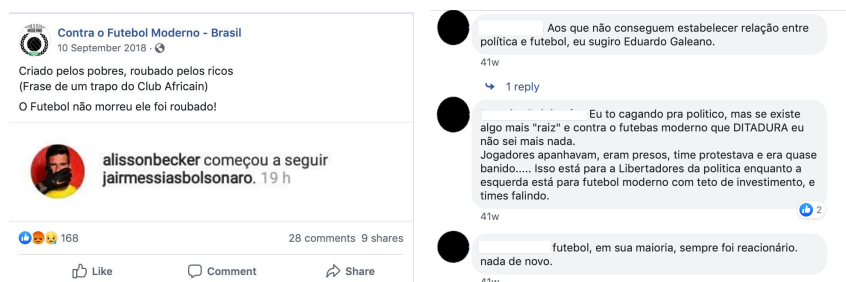 Contra o Futebol Moderno - Brasil
10 September 2018 ·
Criado pelos pobres, roubado pelos ricos
(Frase de um trapo do Club Africain)
O Futebol não morreu ele foi roubado!
alissonbecker começou a seguir
jairmessiasbolsonaro. 19 h
168
28 comments 9 shares
Like Comment Share
Aos que não conseguem estabelecer relação entre
política e futebol, eu sugiro Eduardo Galeano.
41w
1 reply
Eu to cagando pra politico, mas se existe
algo mais "raiz" e contra o futebas moderno que DITADURA eu
não sei mais nada.
Jogadores apanhavam, eram presos, time protestava e era quase
banido..... Isso está para a Libertadores da politica enquanto a
esquerda está para futebol moderno com teto de investimento, e
times falindo.
2
41w
futebol, em sua maioria, sempre foi reacionário.
nada de novo.
41w